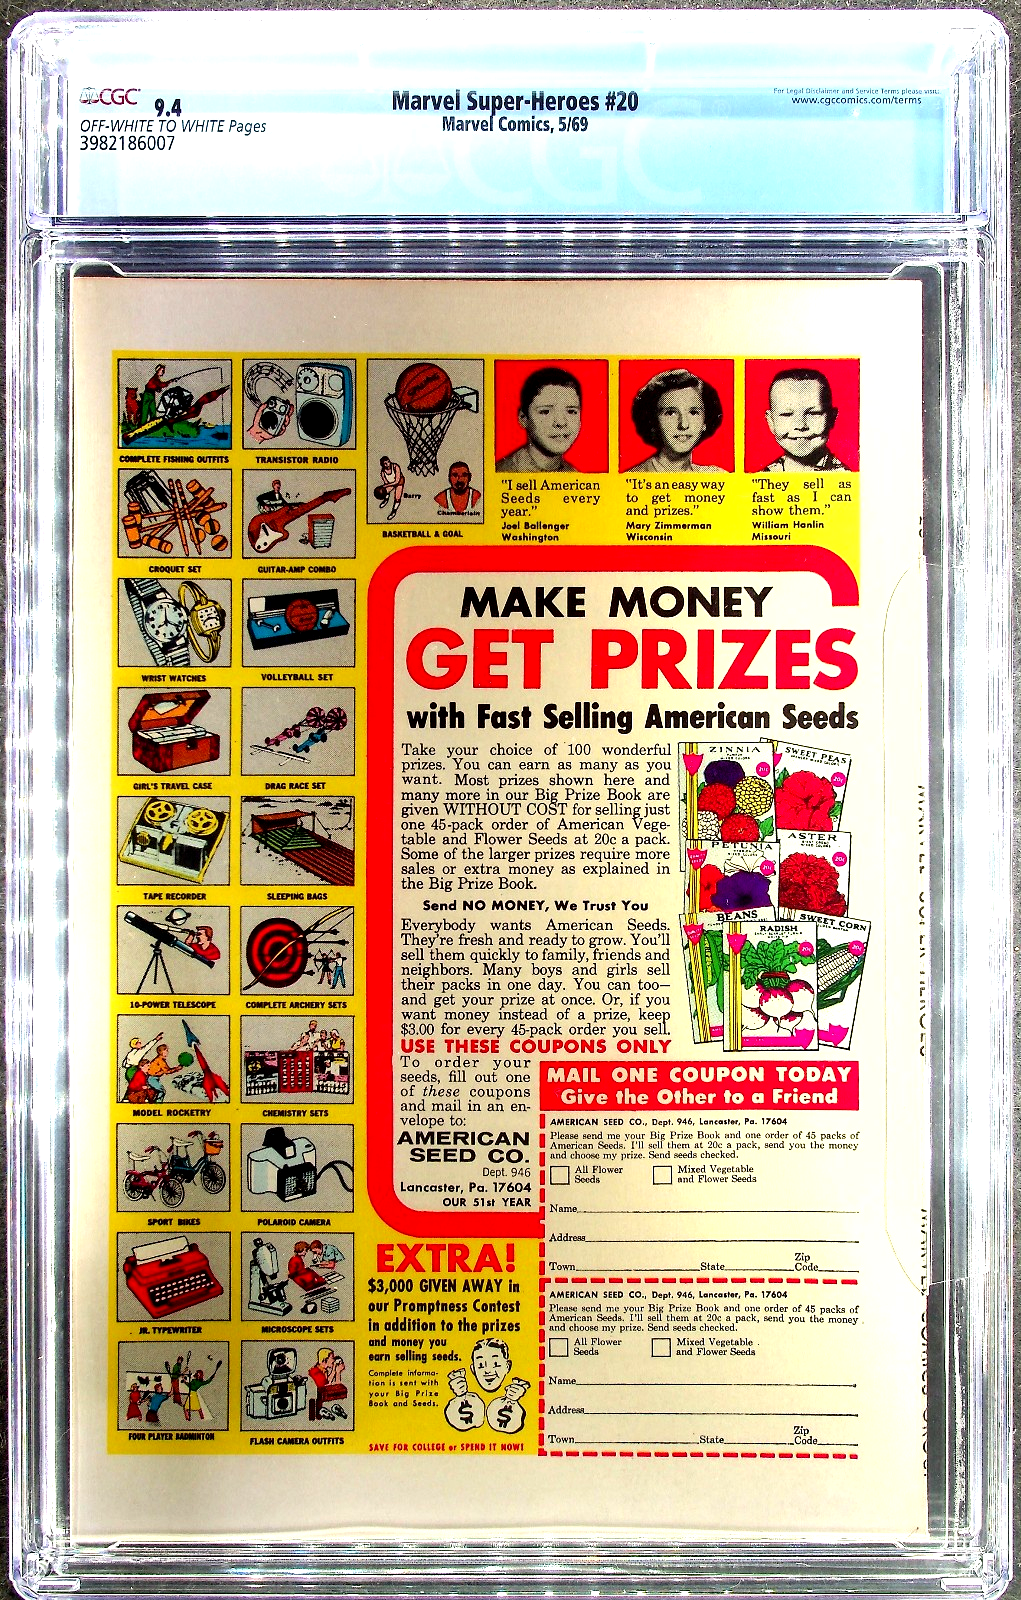 CGC
9.4
OFF-WHITE TO WHITE Pages
3982186007
Marvel Super-Heroes #20
Marvel Comics, 5/69
For Legal Disclaimer and Service Terms please visit:
www.cgccomics.com/terms
CGC
COMPLETE FISHING OUTFITS
TRANSISTOR RADIO
CROQUET SET
GUITAR-AMP COMBO
WRIST WATCHES
VOLLEYBALL SET
GIRL'S TRAVEL CASE
DRAG RACE SET
TAPE RECORDER
SLEEPING BAGS
10-POWER TELESCOPE
COMPLETE ARCHERY SETS
MODEL ROCKETRY
CHEMISTRY SETS
SPORT BIKES
POLAROID CAMERA
JR. TYPEWRITER
MICROSCOPE SETS
FOUR PLAYER BADMINTON
FLASH CAMERA OUTFITS
Barry
Chamberlain
BASKETBALL & GOAL
"I sell American
Seeds every
year."
Joel Ballenger
Washington
"It's an easy way
to get money
and prizes."
Mary Zimmerman
Wisconsin
"They sell as
fast as I can
show them."
William Hanlin
Missouri
MAKE MONEY
GET PRIZES
with Fast Selling American Seeds
Take your choice of 100 wonderful
prizes. You can earn as many as you
want. Most prizes shown here and
many more in our Big Prize Book are
given WITHOUT COST for selling just
one 45-pack order of American Vege-
table and Flower Seeds at 20c a pack.
Some of the larger prizes require more
sales or extra money as explained in
the Big Prize Book.
Send NO MONEY, We Trust You
Everybody wants American Seeds.
They're fresh and ready to grow. You'll
sell them quickly to family, friends and
neighbors. Many boys and girls sell
their packs in one day. You can too—
and get your prize at once. Or, if you
want money instead of a prize, keep
$3.00 for every 45-pack order you sell.
USE THESE COUPONS ONLY
To order your
seeds, fill out one
of these coupons
and mail in an en-
velope to:
AMERICAN
SEED CO.
Dept. 946
Lancaster, Pa. 17604
OUR 51st YEAR
ZINNIA
20c
SWEET PEAS
20c
PETUNIA
20c
ASTER
20c
BEANS
RADISH
20c
SWEET CORN
20c
MAIL ONE COUPON TODAY
Give the Other to a Friend
AMERICAN SEED CO., Dept. 946, Lancaster, Pa. 17604
Please send me your Big Prize Book and one order of 45 packs of
American Seeds. I'll sell them at 20c a pack, send you the money
and choose my prize. Send seeds checked.
All Flower
Seeds
Mixed Vegetable
and Flower Seeds
Name
Address
Town State Zip Code
AMERICAN SEED CO., Dept. 946, Lancaster, Pa. 17604
Please send me your Big Prize Book and one order of 45 packs of
American Seeds. I'll sell them at 20c a pack, send you the money
and choose my prize. Send seeds checked.
All Flower
Seeds
Mixed Vegetable
and Flower Seeds
Name
Address
Town State Zip Code
EXTRA!
$3,000 GIVEN AWAY in
our Promptness Contest
in addition to the prizes
and money you
earn selling seeds.
Complete informa-
tion is sent with
your Big Prize
Book and Seeds.
$ $
SAVE FOR COLLEGE or SPEND IT NOW!